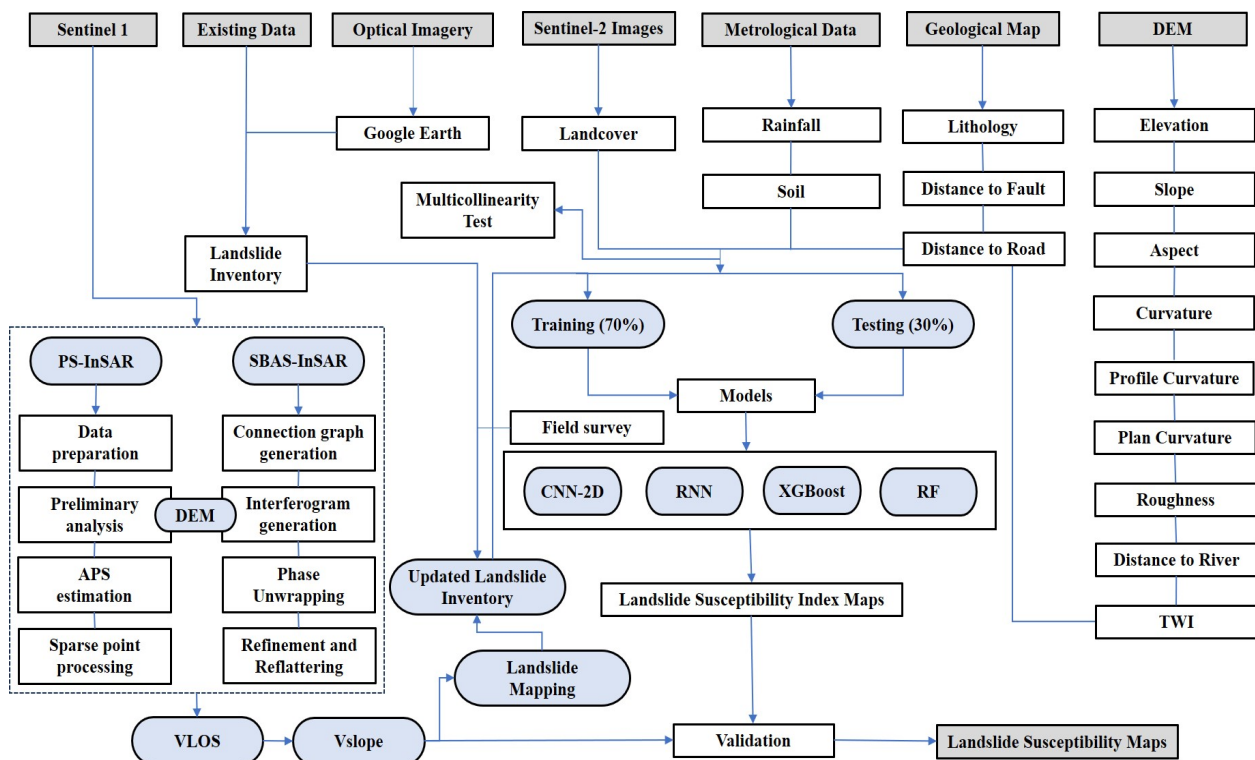 Sentinel 1
Existing Data
Optical Imagery
Sentinel-2 Images
Metrological Data
Geological Map
DEM
Google Earth
Landcover
Rainfall
Lithology
Elevation
Multicollinearity
Test
Soil
Distance to Fault
Slope
Landslide
Inventory
Distance to Road
Aspect
Training (70%)
Testing (30%)
Curvature
PS-InSAR
SBAS-InSAR
Models
Profile Curvature
Data
preparation
Connection graph
generation
Field survey
Plan Curvature
CNN-2D
RNN
XGBoost
RF
Preliminary
analysis
DEM
Interferogram
generation
Roughness
APS
estimation
Phase
Unwrapping
Updated Landslide
Inventory
Landslide Susceptibility Index Maps
Distance to River
TWI
Sparse point
processing
Refinement and
Reflattering
Landslide
Mapping
VLOS
Vslope
Validation
Landslide Susceptibility Maps